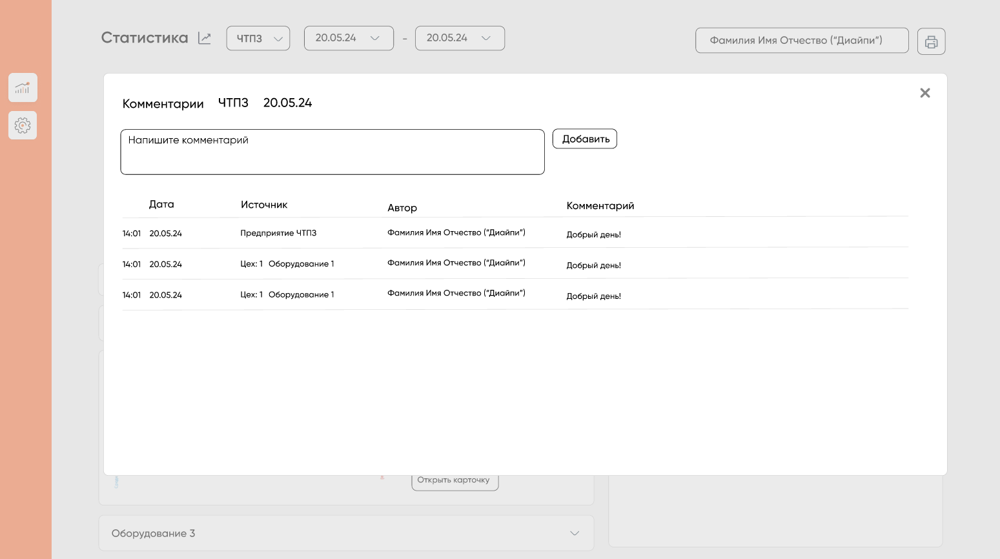 Статистика ЧТПЗ 20.05.24 - 20.05.24 Фамилия Имя Отчество (“Диайпи”)
Комментарии ЧТПЗ 20.05.24
Напишите комментарий Добавить
Дата Источник Автор Комментарий
14:01 20.05.24 Предприятие ЧТПЗ Фамилия Имя Отчество (“Диайпи”) Добрый день!
14:01 20.05.24 Цех: 1 Оборудование 1 Фамилия Имя Отчество (“Диайпи”) Добрый день!
14:01 20.05.24 Цех: 1 Оборудование 1 Фамилия Имя Отчество (“Диайпи”) Добрый день!
Открыть карточку
Оборудование 3